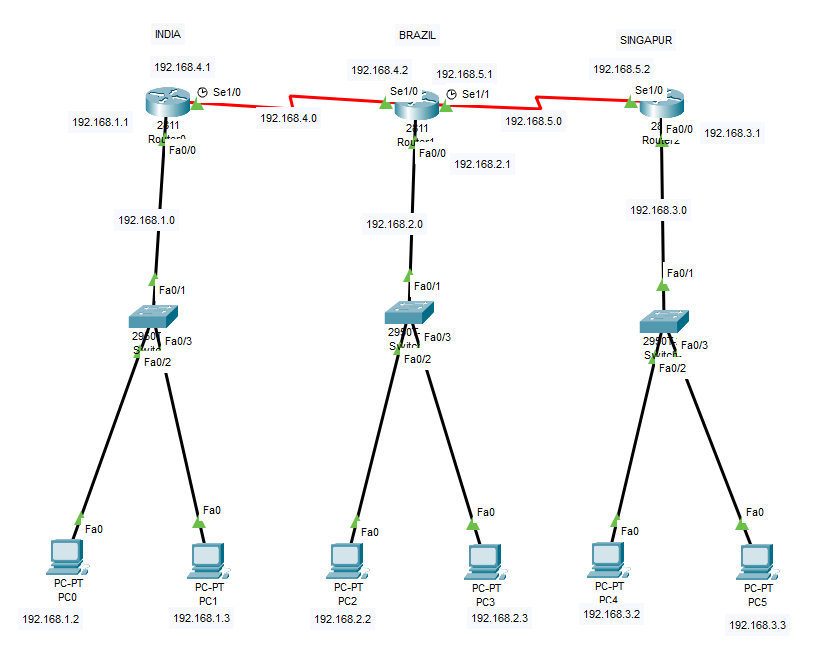 INDIA
BRAZIL
SINGAPUR
192.168.4.1
192.168.4.2
192.168.5.1
192.168.5.2
Se1/0
Se1/0
Se1/1
Se1/0
192.168.1.1
192.168.4.0
192.168.5.0
192.168.3.1
2811
Router0
2811
Router1
Router2
Fa0/0
Fa0/0
Fa0/0
192.168.2.1
192.168.1.0
192.168.2.0
192.168.3.0
Fa0/1
Fa0/1
Fa0/1
2950T
Fa0/3
Fa0/2
Fa0/3
Fa0/2
Fa0/3
Fa0/2
Fa0
Fa0
Fa0
Fa0
Fa0
Fa0
PC-PT
PC0
PC-PT
PC1
PC-PT
PC2
PC-PT
PC3
PC-PT
PC4
PC-PT
PC5
192.168.1.2
192.168.1.3
192.168.2.2
192.168.2.3
192.168.3.2
192.168.3.3